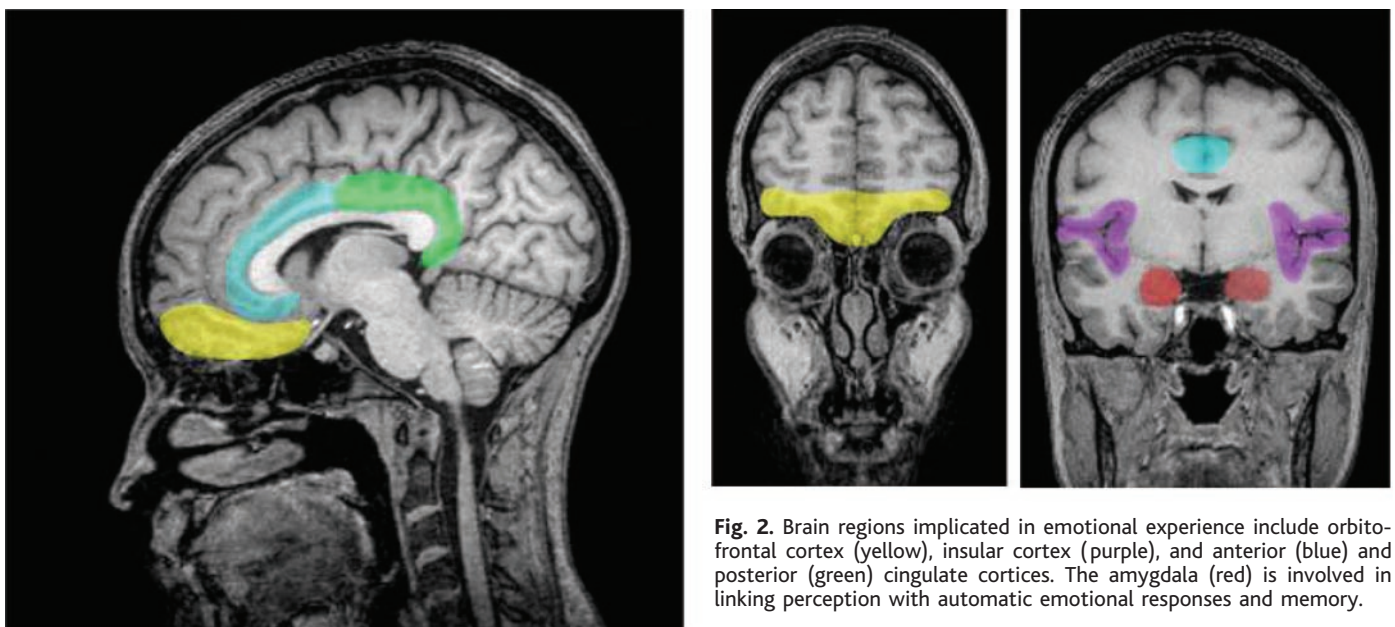 Fig. 2. Brain regions implicated in emotional experience include orbito-
frontal cortex (yellow), insular cortex (purple), and anterior (blue) and
posterior (green) cingulate cortices. The amygdala (red) is involved in
linking perception with automatic emotional responses and memory.